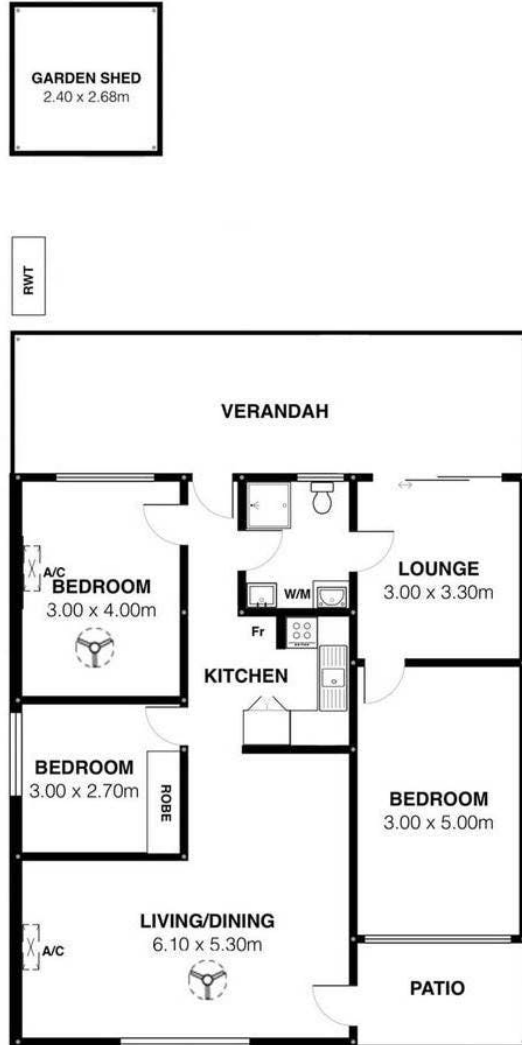 GARDEN SHED
2.40 x 2.68m
RWT
VERANDAH
A/C
BEDROOM
3.00 x 4.00m
W/M
LOUNGE
3.00 x 3.30m
Fr
KITCHEN
BEDROOM
3.00 x 2.70m
ROBE
BEDROOM
3.00 x 5.00m
LIVING/DINING
6.10 x 5.30m
A/C
PATIO